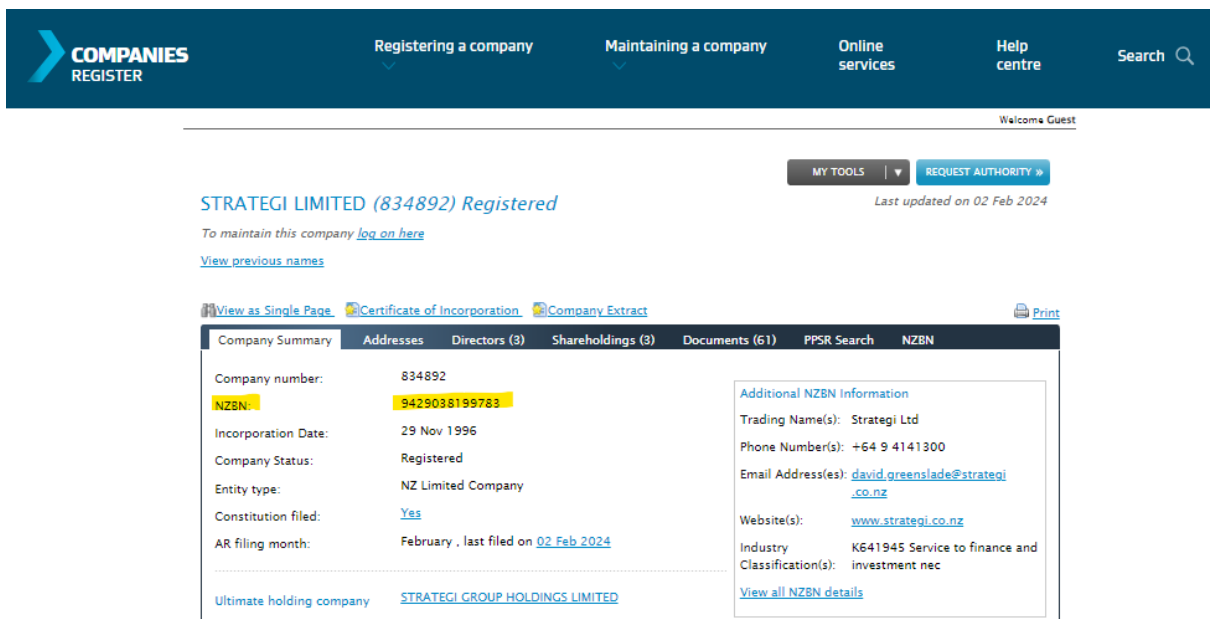 COMPANIES
REGISTER
Registering a company
Maintaining a company
Online
services
Help
centre
Search
Welcome Guest
MY TOOLS
REQUEST AUTHORITY »
STRATEGI LIMITED (834892) Registered
Last updated on 02 Feb 2024
To maintain this company log on here
View previous names
View as Single Page Certificate of Incorporation Company Extract
Print
Company Summary Addresses Directors (3) Shareholdings (3) Documents (61) PPSR Search NZBN
Company number: 834892
NZBN: 9429038199783
Incorporation Date: 29 Nov 1996
Company Status: Registered
Entity type: NZ Limited Company
Constitution filed: Yes
AR filing month: February , last filed on 02 Feb 2024
Ultimate holding company STRATEGI GROUP HOLDINGS LIMITED
Additional NZBN Information
Trading Name(s): Strategi Ltd
Phone Number(s): +64 9 4141300
Email Address(es): david.greenslade@strategi
.co.nz
Website(s): www.strategi.co.nz
Industry K641945 Service to finance and
Classification(s): investment nec
View all NZBN details